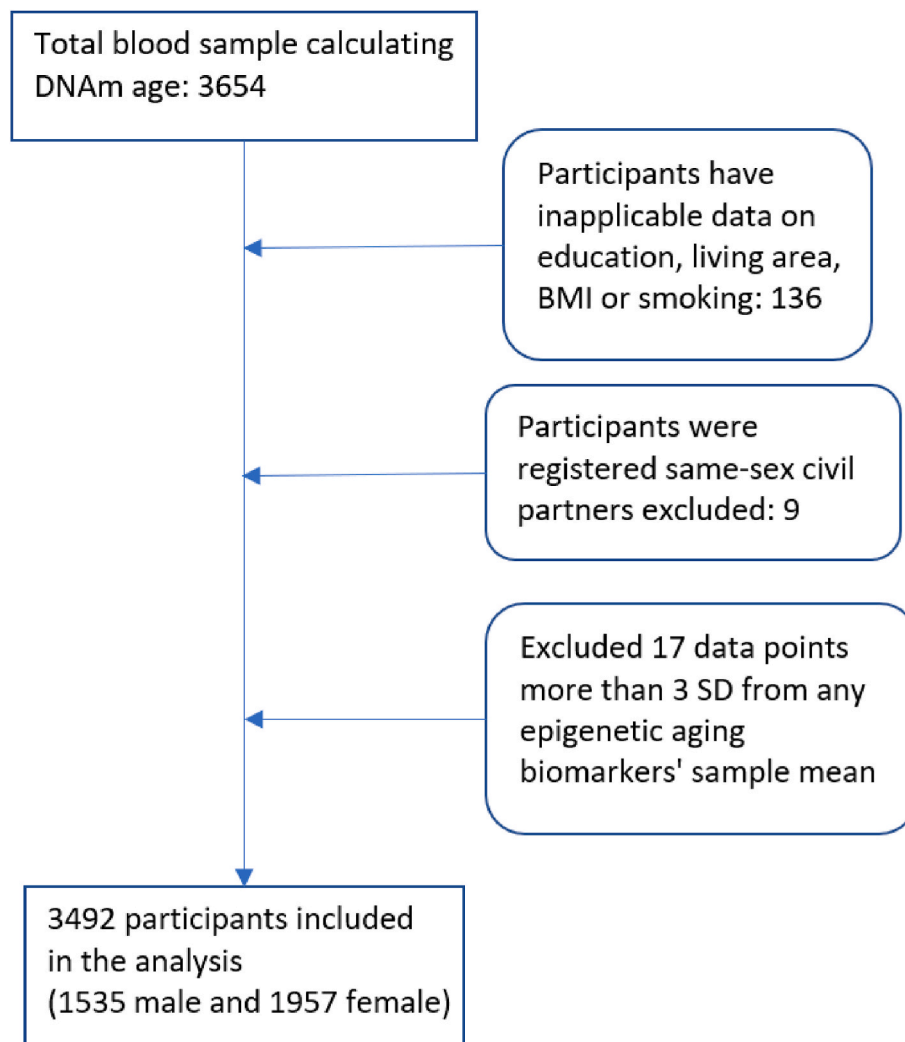 Total blood sample calculating
DNAm age: 3654
Participants have
inapplicable data on
education, living area,
BMI or smoking: 136
Participants were
registered same-sex civil
partners excluded: 9
Excluded 17 data points
more than 3 SD from any
epigenetic aging
biomarkers' sample mean
3492 participants included
in the analysis
(1535 male and 1957 female)